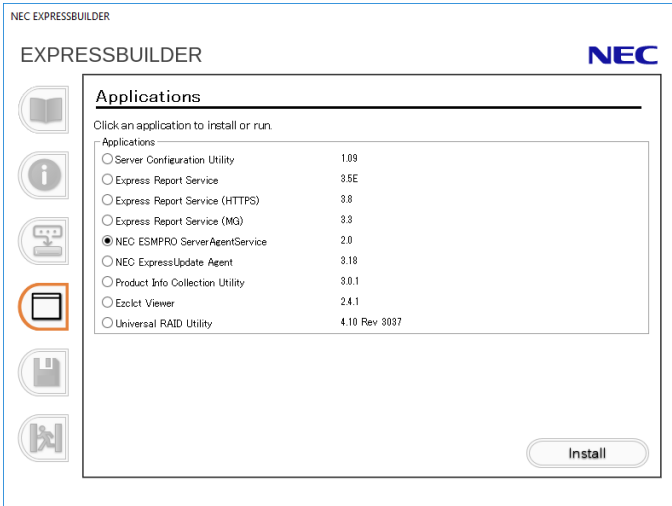 NEC EXPRESSBUILDER
EXPRESSBUILDER
NEC
Applications
Click an application to install or run.
Applications
Server Configuration Utility 1.09
Express Report Service 3.5E
Express Report Service (HTTPS) 3.8
Express Report Service (MG) 3.3
NEC ESMPRO ServerAgentService 2.0
NEC ExpressUpdate Agent 3.18
Product Info Collection Utility 3.0.1
Ezclct Viewer 2.4.1
Universal RAID Utility 4.10 Rev 3037
Install